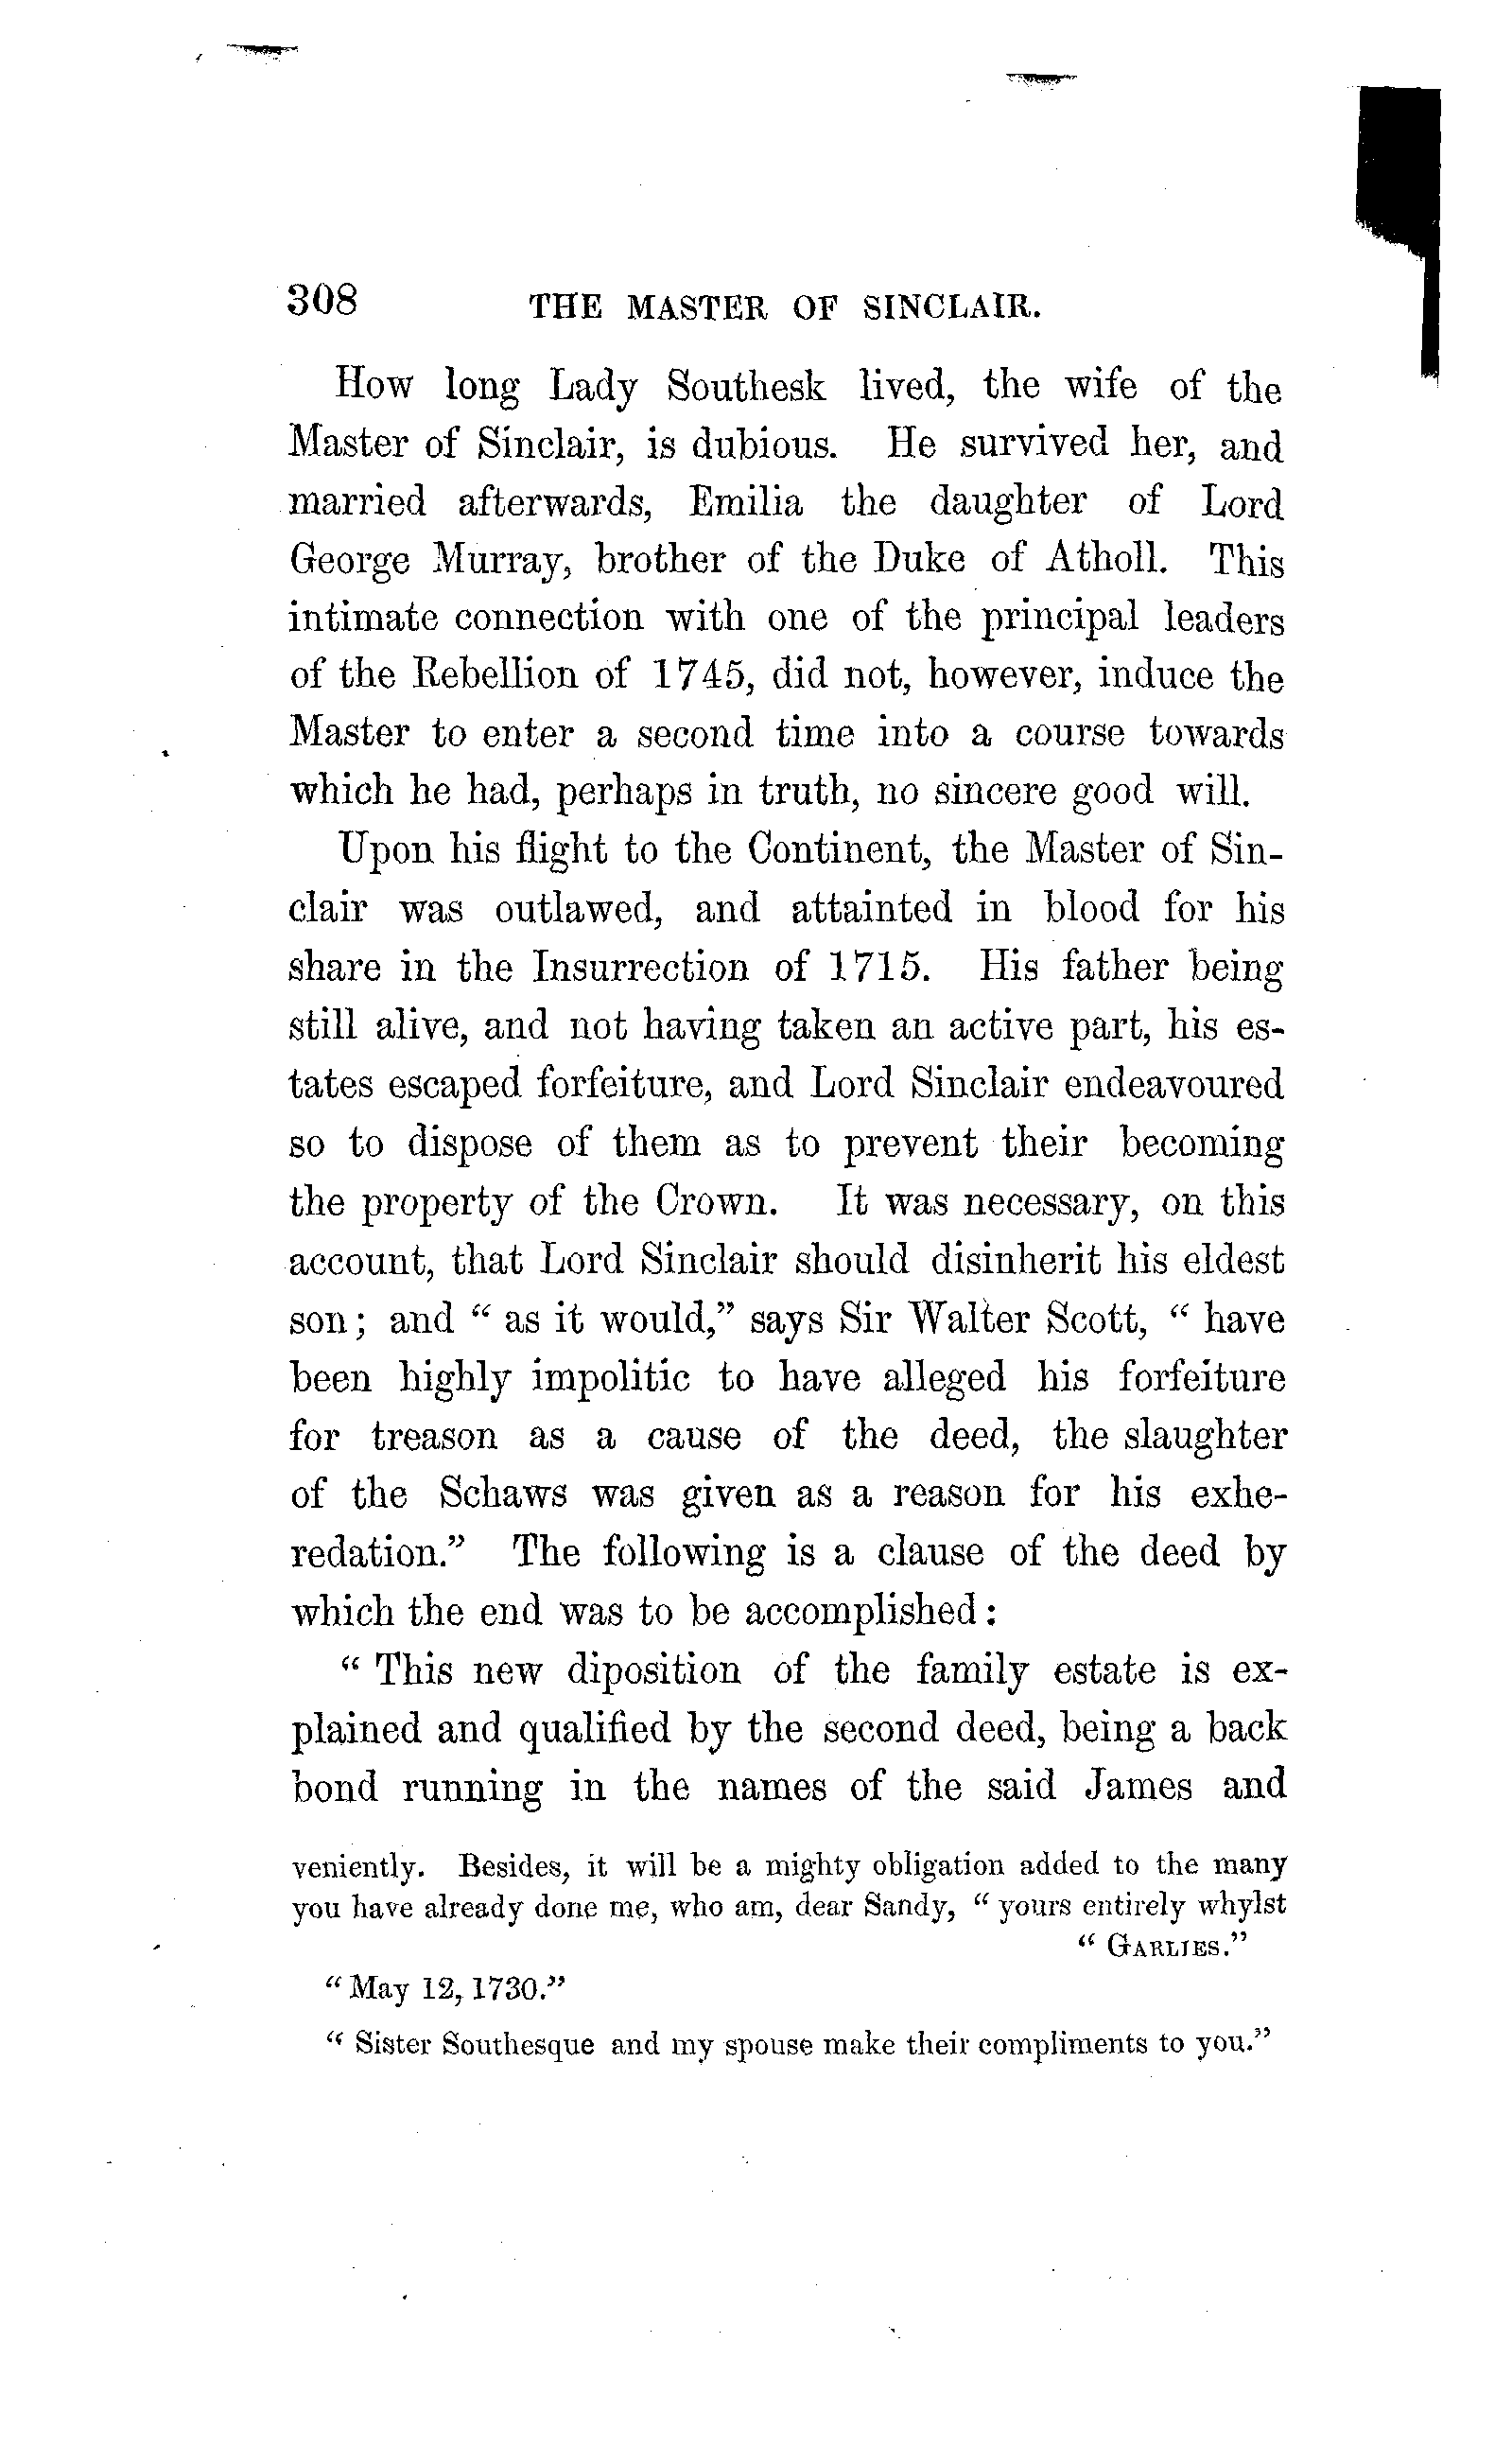 308 THE MASTER OF SINCLAIR.
How long Lady Southesk lived, the wife of the
Master of Sinclair, is dubious. He survived her, and
married afterwards, Emilia the daughter of Lord
George Murray, brother of the Duke of Atholl. This
intimate connection with one of the principal leaders
of the Rebellion of 1745, did not, however, induce the
Master to enter a second time into a course towards
which he had, perhaps in truth, no sincere good will.
Upon his flight to the Continent, the Master of Sin-
clair was outlawed, and attainted in blood for his
share in the Insurrection of 1715. His father being
still alive, and not having taken an active part, his es-
tates escaped forfeiture, and Lord Sinclair endeavoured
so to dispose of them as to prevent their becoming
the property of the Crown. It was necessary, on this
account, that Lord Sinclair should disinherit his eldest
son; and “ as it would,” says Sir Walter Scott, “ have
been highly impolitic to have alleged his forfeiture
for treason as a cause of the deed, the slaughter
of the Schaws was given as a reason for his exhe-
redation.” The following is a clause of the deed by
which the end was to be accomplished:
“ This new diposition of the family estate is ex-
plained and qualified by the second deed, being a back
bond running in the names of the said James and
veniently. Besides, it will be a mighty obligation added to the many
you have already done me, who am, dear Sandy, “ yours entirely whylst
“ GARLIES.”
“ May 12, 1730.”
“ Sister Southesque and my spouse make their compliments to you.”